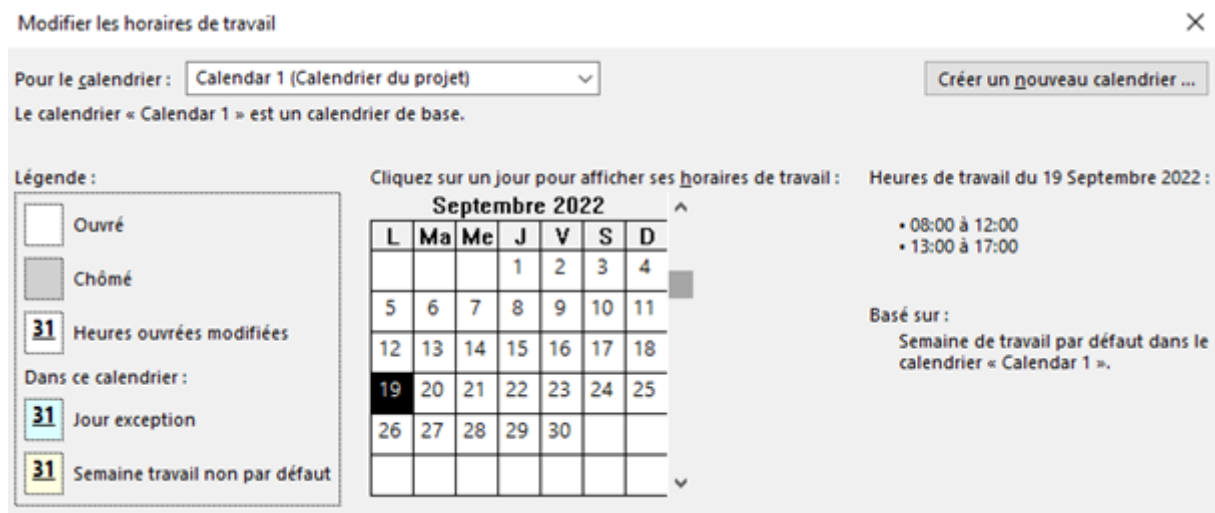 Modifier les horaires de travail
Pour le calendrier : Calendar 1 (Calendrier du projet) Créer un nouveau calendrier ...
Le calendrier « Calendar 1 » est un calendrier de base.
Légende :
Ouvré
Chômé
31 Heures ouvrées modifiées
Dans ce calendrier :
31 Jour exception
31 Semaine travail non par défaut
Cliquez sur un jour pour afficher ses horaires de travail :
Septembre 2022
L Ma Me J V S D
1 2 3 4
5 6 7 8 9 10 11
12 13 14 15 16 17 18
19 20 21 22 23 24 25
26 27 28 29 30
Heures de travail du 19 Septembre 2022 :
• 08:00 à 12:00
• 13:00 à 17:00
Basé sur :
Semaine de travail par défaut dans le
calendrier « Calendar 1 ».